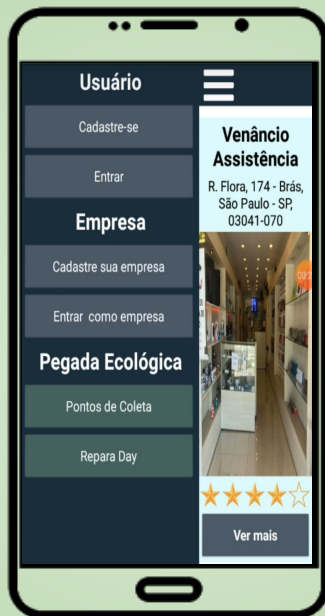 Usuário
Cadastre-se
Entrar
Empresa
Cadastre sua empresa
Entrar como empresa
Pegada Ecológica
Pontos de Coleta
Repara Day
Venâncio
Assistência
R. Flora, 174 - Brás,
São Paulo - SP,
03041-070
Ver mais